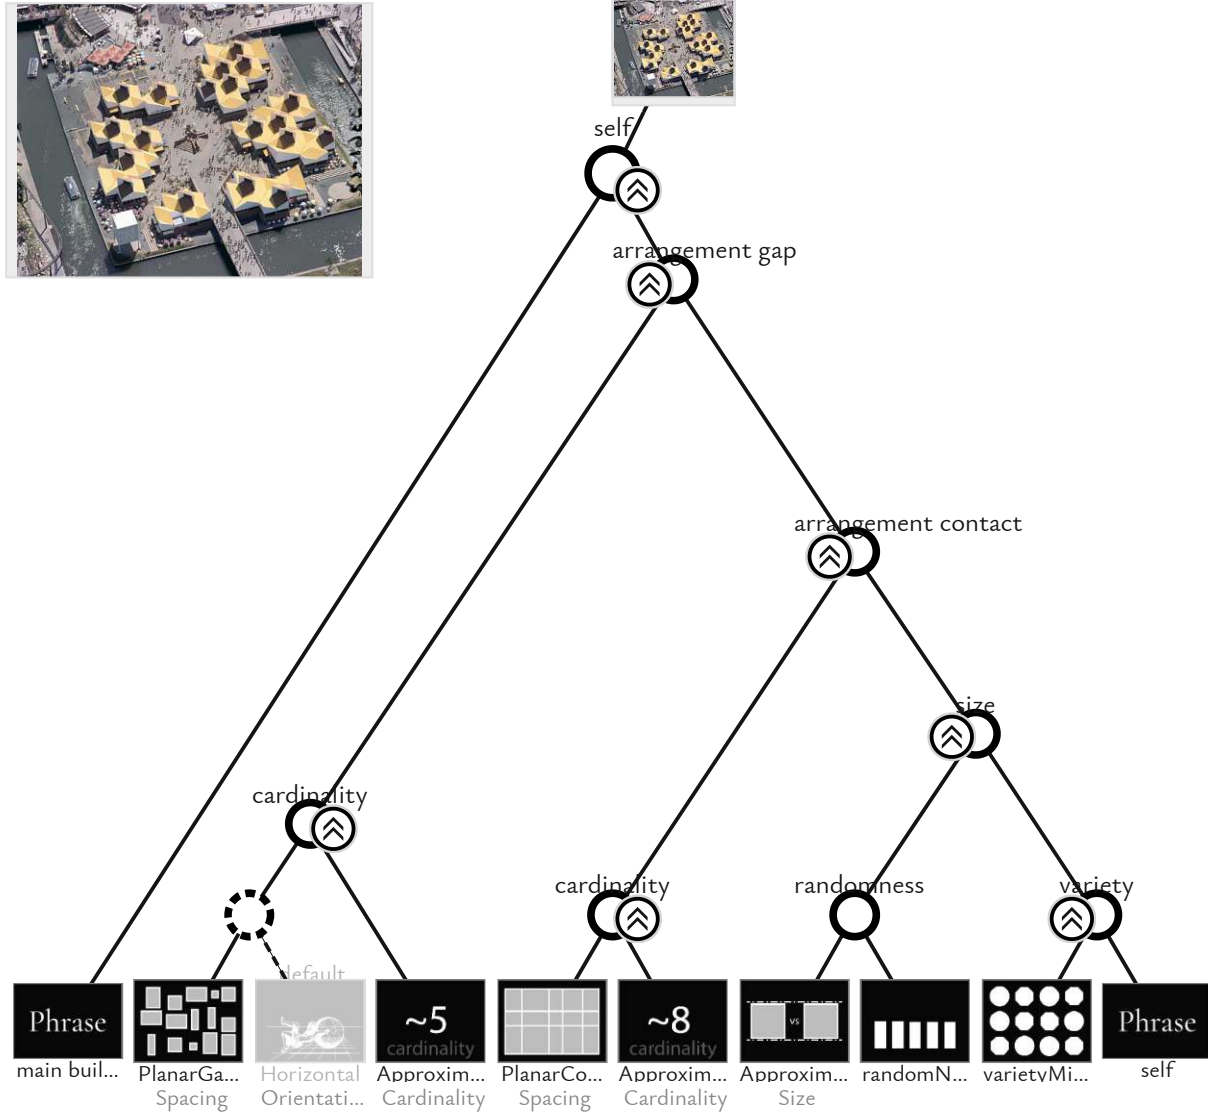 self
arrangement gap
arrangement contact
size
cardinality
cardinality
randomness
variety
default
Phrase
~5
cardinality
~8
cardinality
vs
Phrase
main buil...
PlanarGa...
Horizontal
Approxim...
PlanarCo...
Approxim...
Approxim...
randomN...
varietyMi...
self
Spacing
Orientati...
Cardinality
Spacing
Cardinality
Size